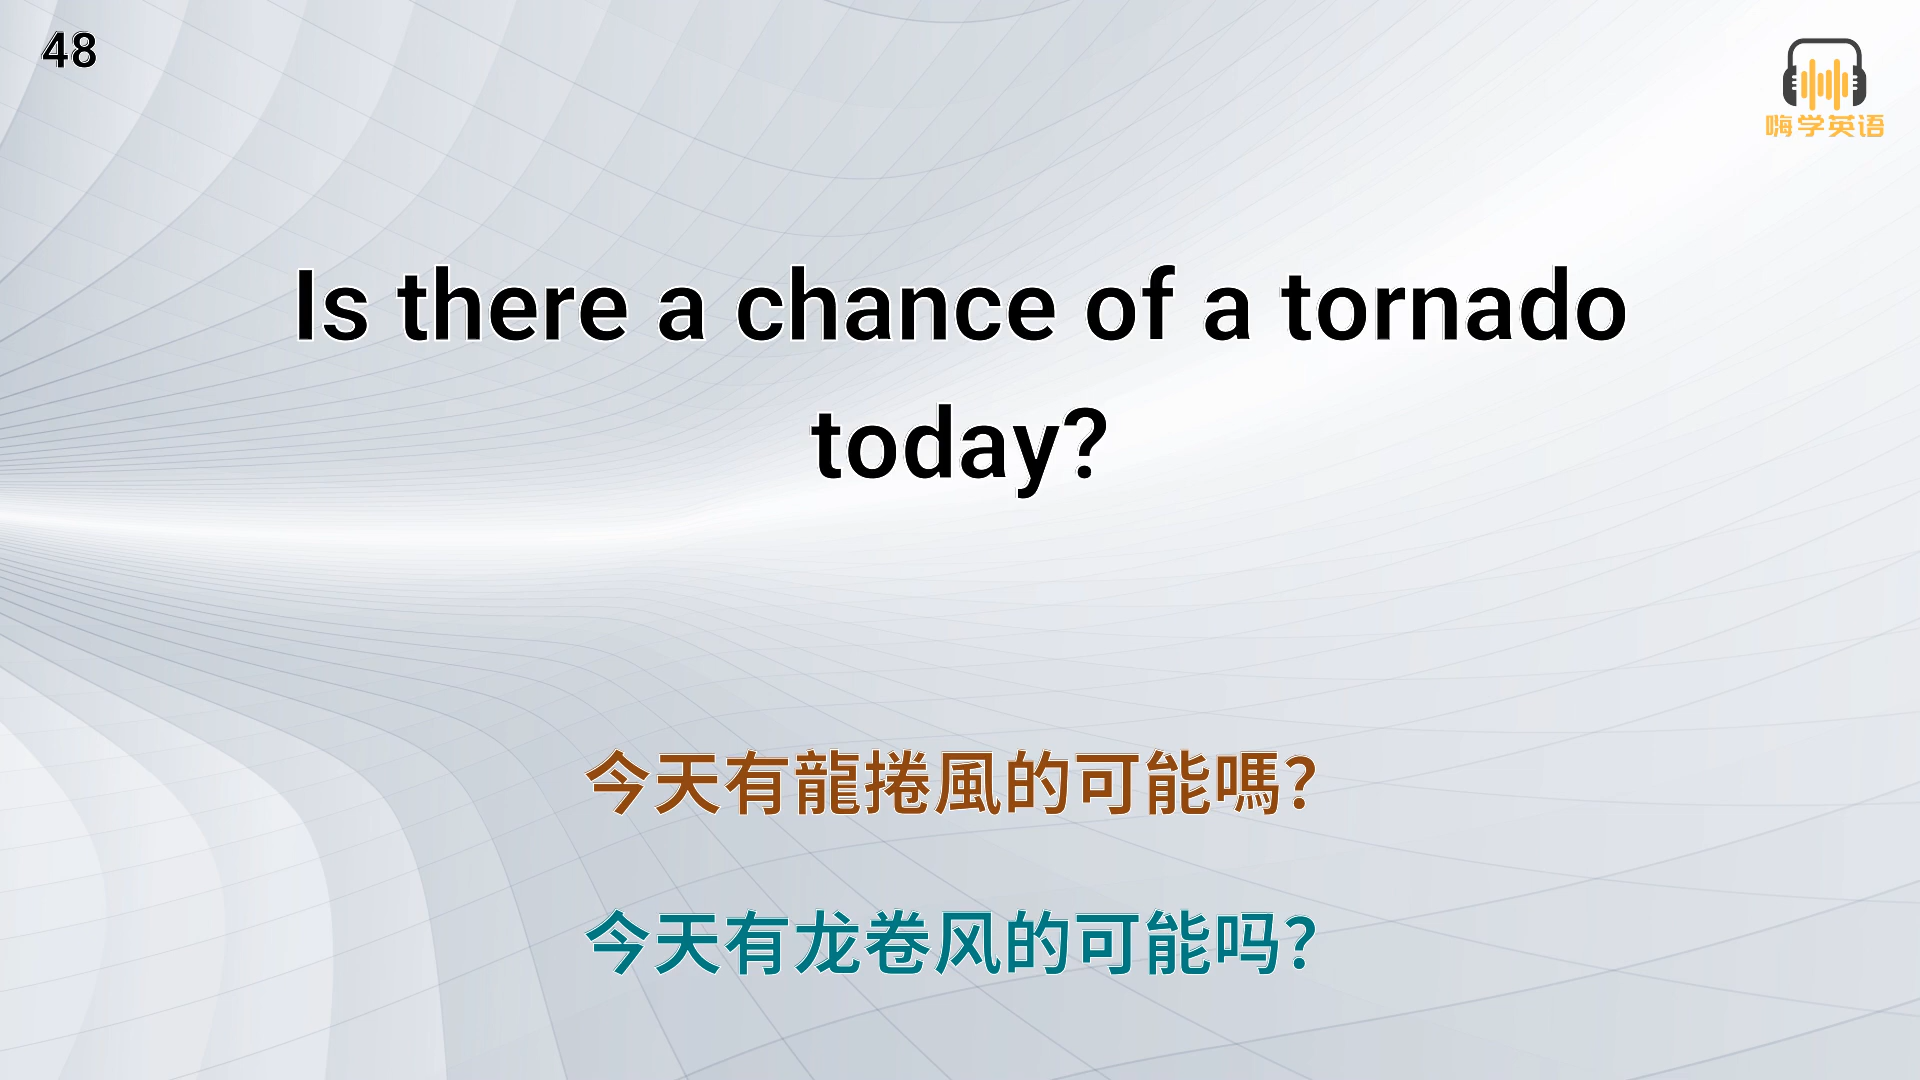 48
嗨学英语
Is there a chance of a tornado
today?
今天有龍捲風的可能嗎?
今天有龙卷风的可能吗?